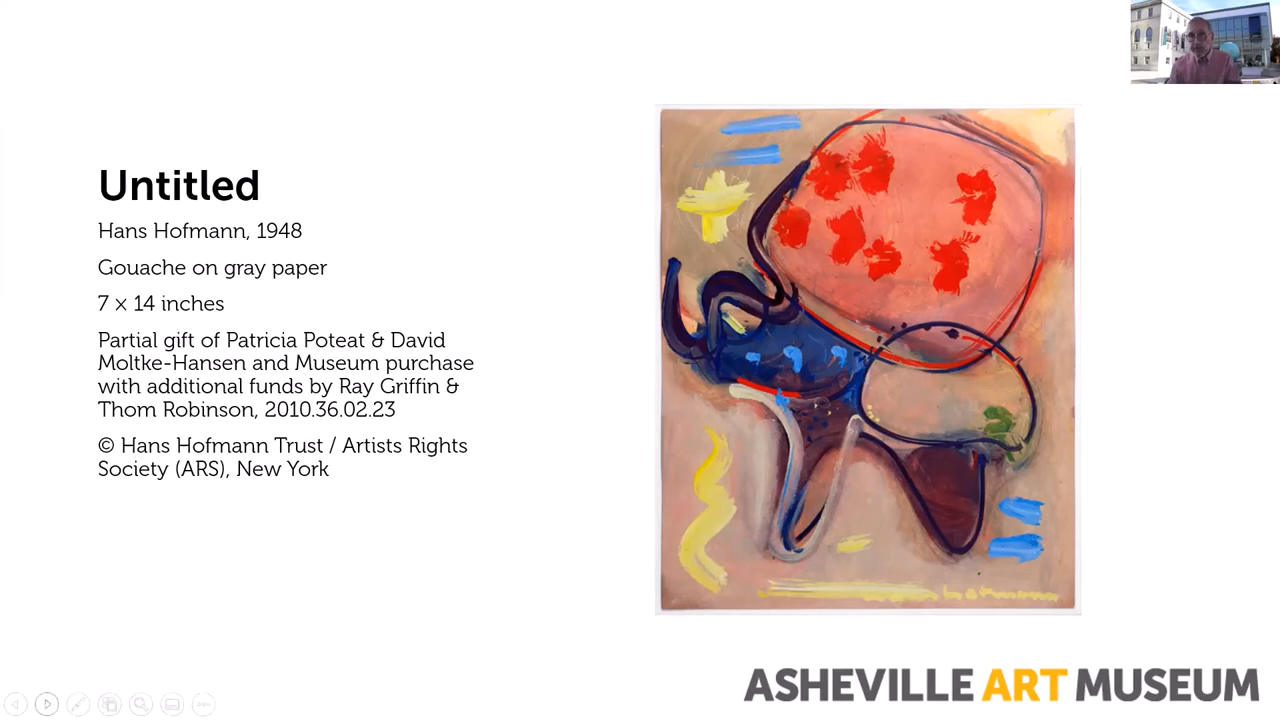 Untitled
Hans Hofmann, 1948
Gouache on gray paper
7 x 14 inches
Partial gift of Patricia Poteat & David
Moltke-Hansen and Museum purchase
with additional funds by Ray Griffin &
Thom Robinson, 2010.36.02.23
© Hans Hofmann Trust / Artists Rights
Society (ARS), New York
hofmann
ASHEVILLE ART MUSEUM